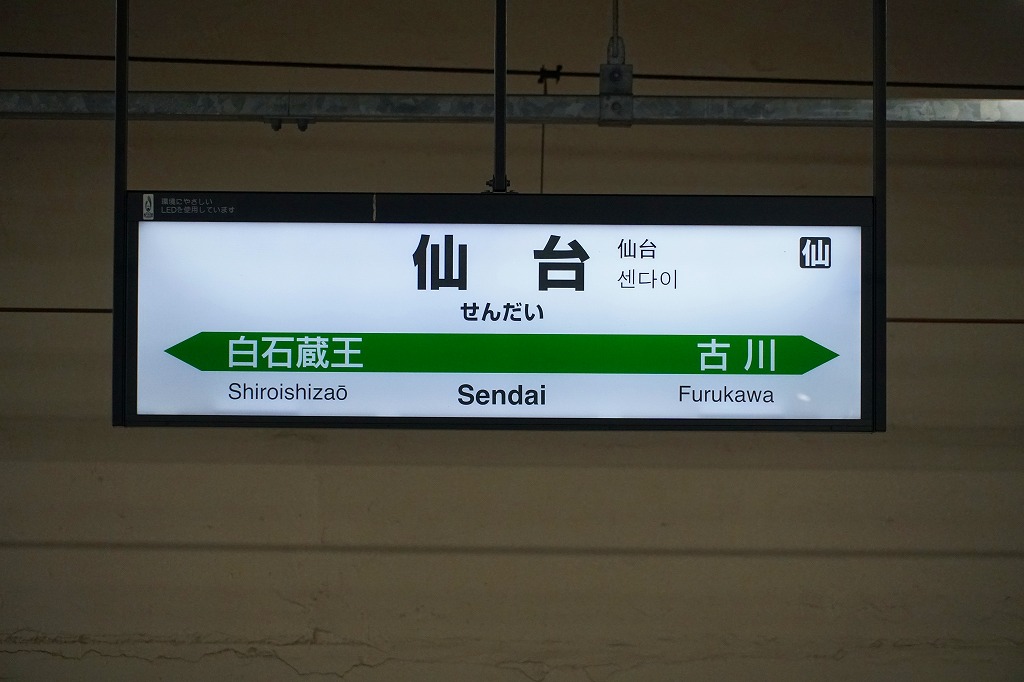 環境にやさしい
LEDを使用しています
仙台
仙台
센다이
仙
せんだい
白石蔵王
古川
Shiroishizaō
Sendai
Furukawa